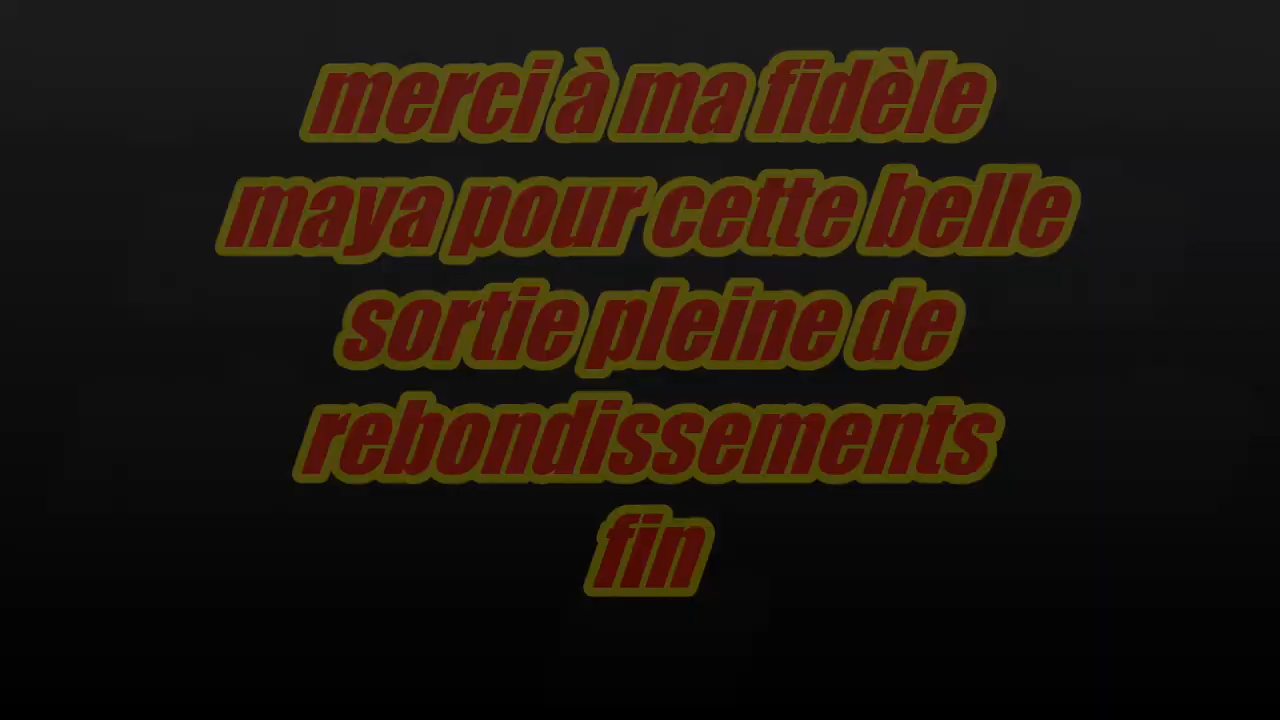 merci à ma fidèle
maya pour cette belle
sortie pleine de
rebondissements
fin